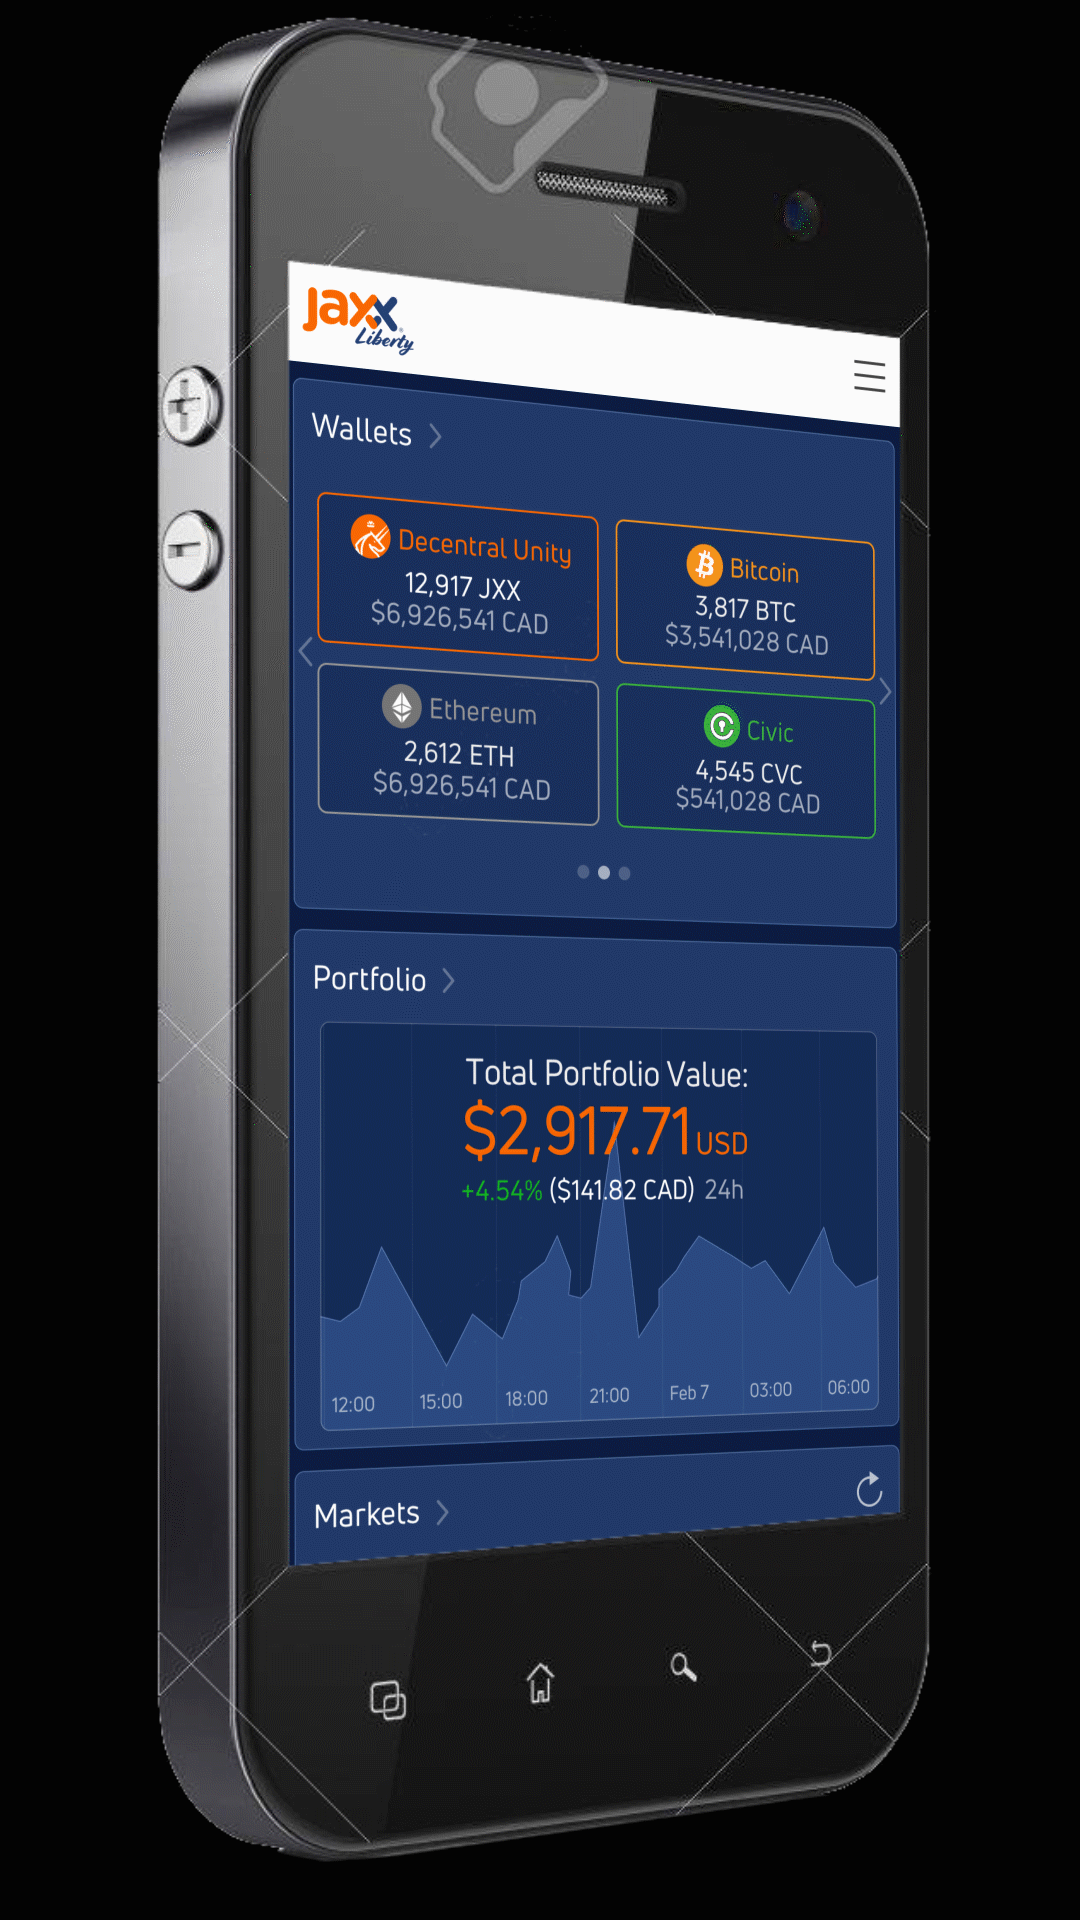 Jaxx
Liberty
Wallets
Decentral Unity
12,917 JXX
$6,926,541 CAD
Bitcoin
3,817 BTC
$3,541,028 CAD
Ethereum
2,612 ETH
$6,926,541 CAD
Civic
4,545 CVC
$541,028 CAD
Portfolio
Total Portfolio Value:
$2,917.71 USD
+4.54% ($141.82 CAD) 24h
12:00 15:00 18:00 21:00 Feb 7 03:00 06:00
Markets